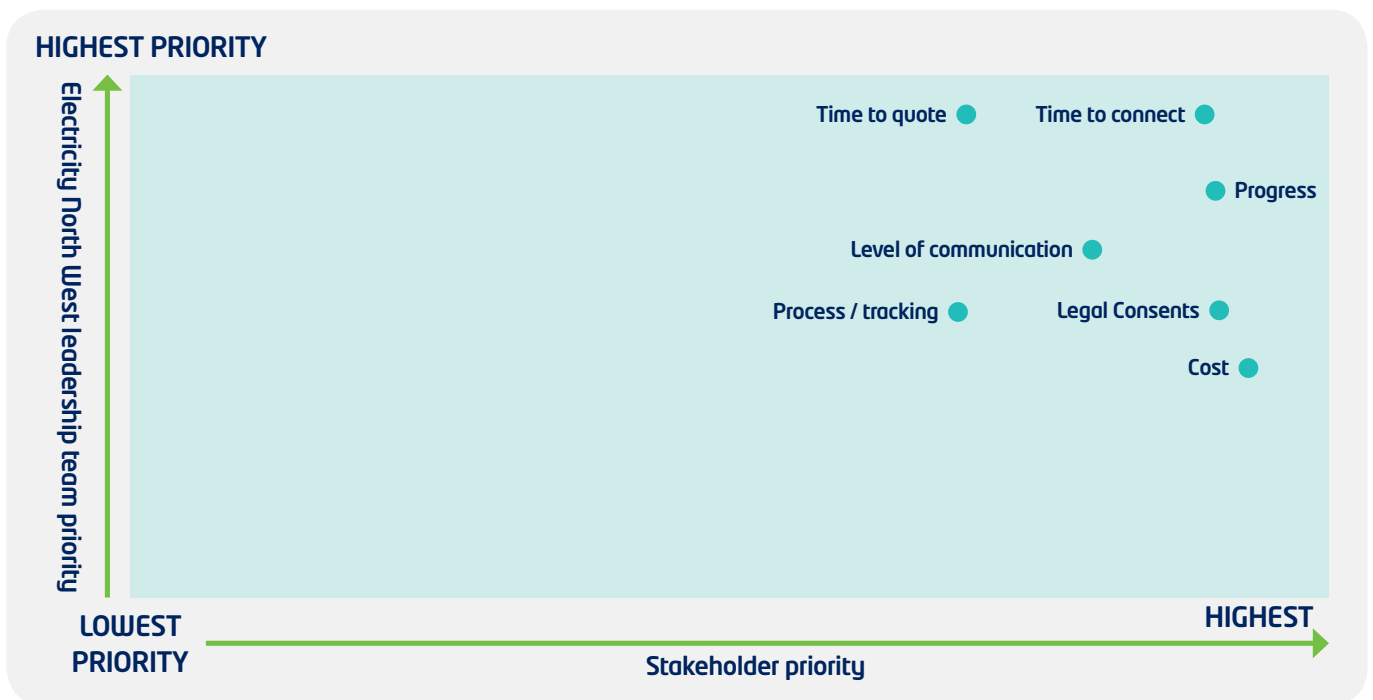 HIGHEST PRIORITY
Electricity North West leadership team priority
Time to quote
Time to connect
Progress
Level of communication
Process / tracking
Legal Consents
Cost
LOWEST
PRIORITY
HIGHEST
Stakeholder priority